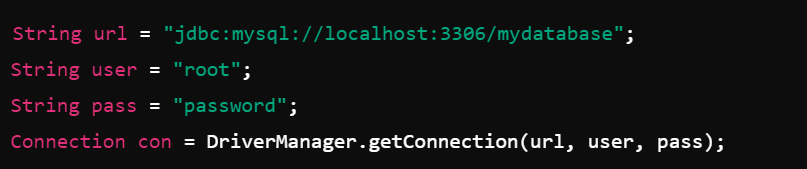 String url = "jdbc:mysql://localhost:3306/mydatabase";
String user = "root";
String pass = "password";
Connection con = DriverManager.getConnection(url, user, pass);